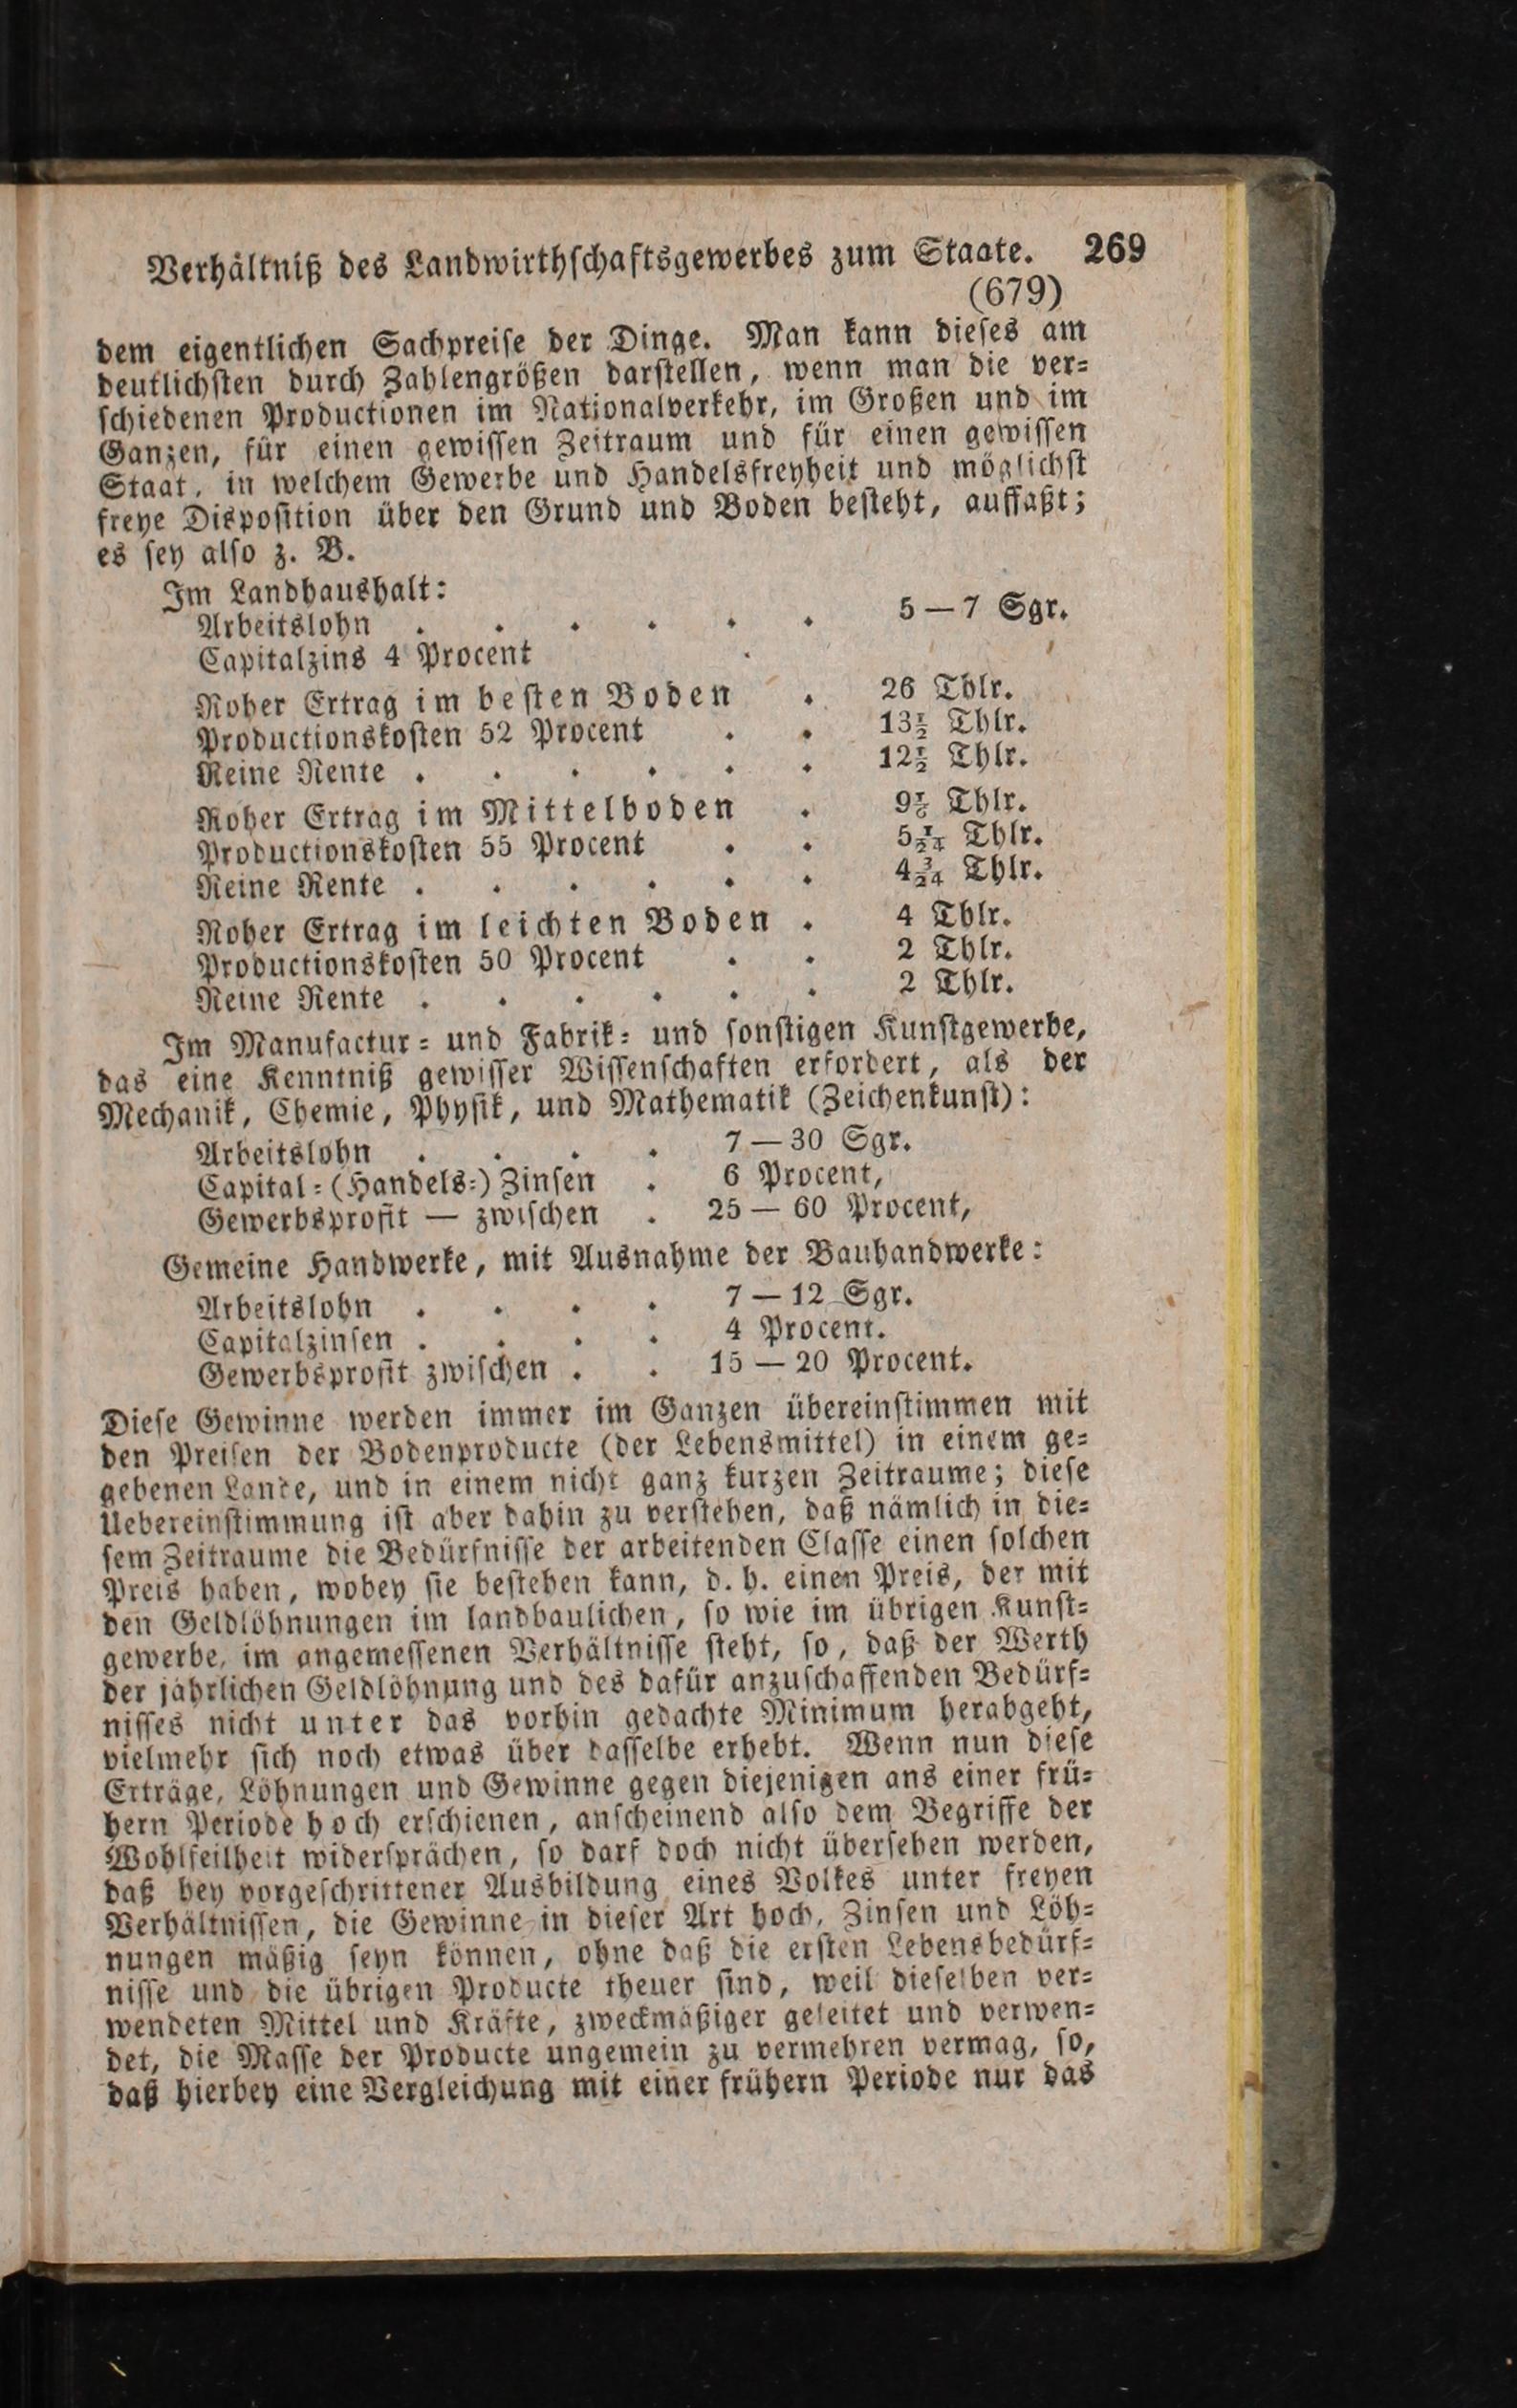 Verhältniß des Landwirthſchaftsgewerbes zum Staate. 269
(679)
dem eigentlichen Sachpreiſe der Dinge. Man kann dieſes am
deutlichſten durch Zahlengrößen darſtellen, wenn man die ver-
ſchiedenen Productionen im Nationalverkehr, im Großen und im
Ganzen, für einen gewiſſen Zeitraum und für einen gewiſſen
Staat, in welchem Gewerbe und Handelsfreyheit und möglichſt
freye Dispoſition über den Grund und Boden beſteht, auffaßt;
es ſey alſo z. B.
Im Landhaushalt:
Arbeitslohn . . . . . . 5 — 7 Sgr.
Capitalzins 4 Procent
Roher Ertrag im beſten Boden . 26 Thlr.
Productionskoſten 52 Procent . . 13½ Thlr.
Reine Rente . . . . . . 12½ Thlr.
Roher Ertrag im Mittelboden . 9⅙ Thlr.
Productionskoſten 55 Procent . . 5 1/24 Thlr.
Reine Rente . . . . . . 4 3/24 Thlr.
Roher Ertrag im leichten Boden . 4 Thlr.
Productionskoſten 50 Procent . . 2 Thlr.
Reine Rente . . . . . . 2 Thlr.
Im Manufactur- und Fabrik- und ſonſtigen Kunſtgewerbe,
das eine Kenntniß gewiſſer Wiſſenſchaften erfordert, als der
Mechanik, Chemie, Phyſik, und Mathematik (Zeichenkunſt):
Arbeitslohn . . . . 7 — 30 Sgr.
Capital-(Handels-) Zinſen . 6 Procent,
Gewerbsprofit — zwiſchen . 25 — 60 Procent,
Gemeine Handwerke, mit Ausnahme der Bauhandwerke:
Arbeitslohn . . . . 7 — 12 Sgr.
Capitalzinſen . . . . 4 Procent.
Gewerbsprofit zwiſchen . . 15 — 20 Procent.
Dieſe Gewinne werden immer im Ganzen übereinſtimmen mit
den Preiſen der Bodenproducte (der Lebensmittel) in einem ge-
gebenen Lande, und in einem nicht ganz kurzen Zeitraume; dieſe
Uebereinſtimmung iſt aber dahin zu verſtehen, daß nämlich in die-
ſem Zeitraume die Bedürfniſſe der arbeitenden Claſſe einen ſolchen
Preis haben, wobey ſie beſtehen kann, d. h. einen Preis, der mit
den Geldlöhnungen im landbaulichen, ſo wie im übrigen Kunſt-
gewerbe, im angemeſſenen Verhältniſſe ſteht, ſo, daß der Werth
der jährlichen Geldlöhnung und des dafür anzuſchaffenden Bedürf-
niſſes nicht unter das vorhin gedachte Minimum herabgeht,
vielmehr ſich noch etwas über daſſelbe erhebt. Wenn nun dieſe
Erträge, Löhnungen und Gewinne gegen diejenigen ans einer frü-
hern Periode hoch erſchienen, anſcheinend alſo dem Begriffe der
Wohlfeilheit widerſprächen, ſo darf doch nicht überſehen werden,
daß bey vorgeſchrittener Ausbildung eines Volkes unter freyen
Verhältniſſen, die Gewinne in dieſer Art hoch, Zinſen und Löh-
nungen mäßig ſeyn können, ohne daß die erſten Lebensbedürf-
niſſe und die übrigen Producte theuer ſind, weil dieſelben ver-
wendeten Mittel und Kräfte, zweckmäßiger geleitet und verwen-
det, die Maſſe der Producte ungemein zu vermehren vermag, ſo,
daß hierbey eine Vergleichung mit einer frühern Periode nur das